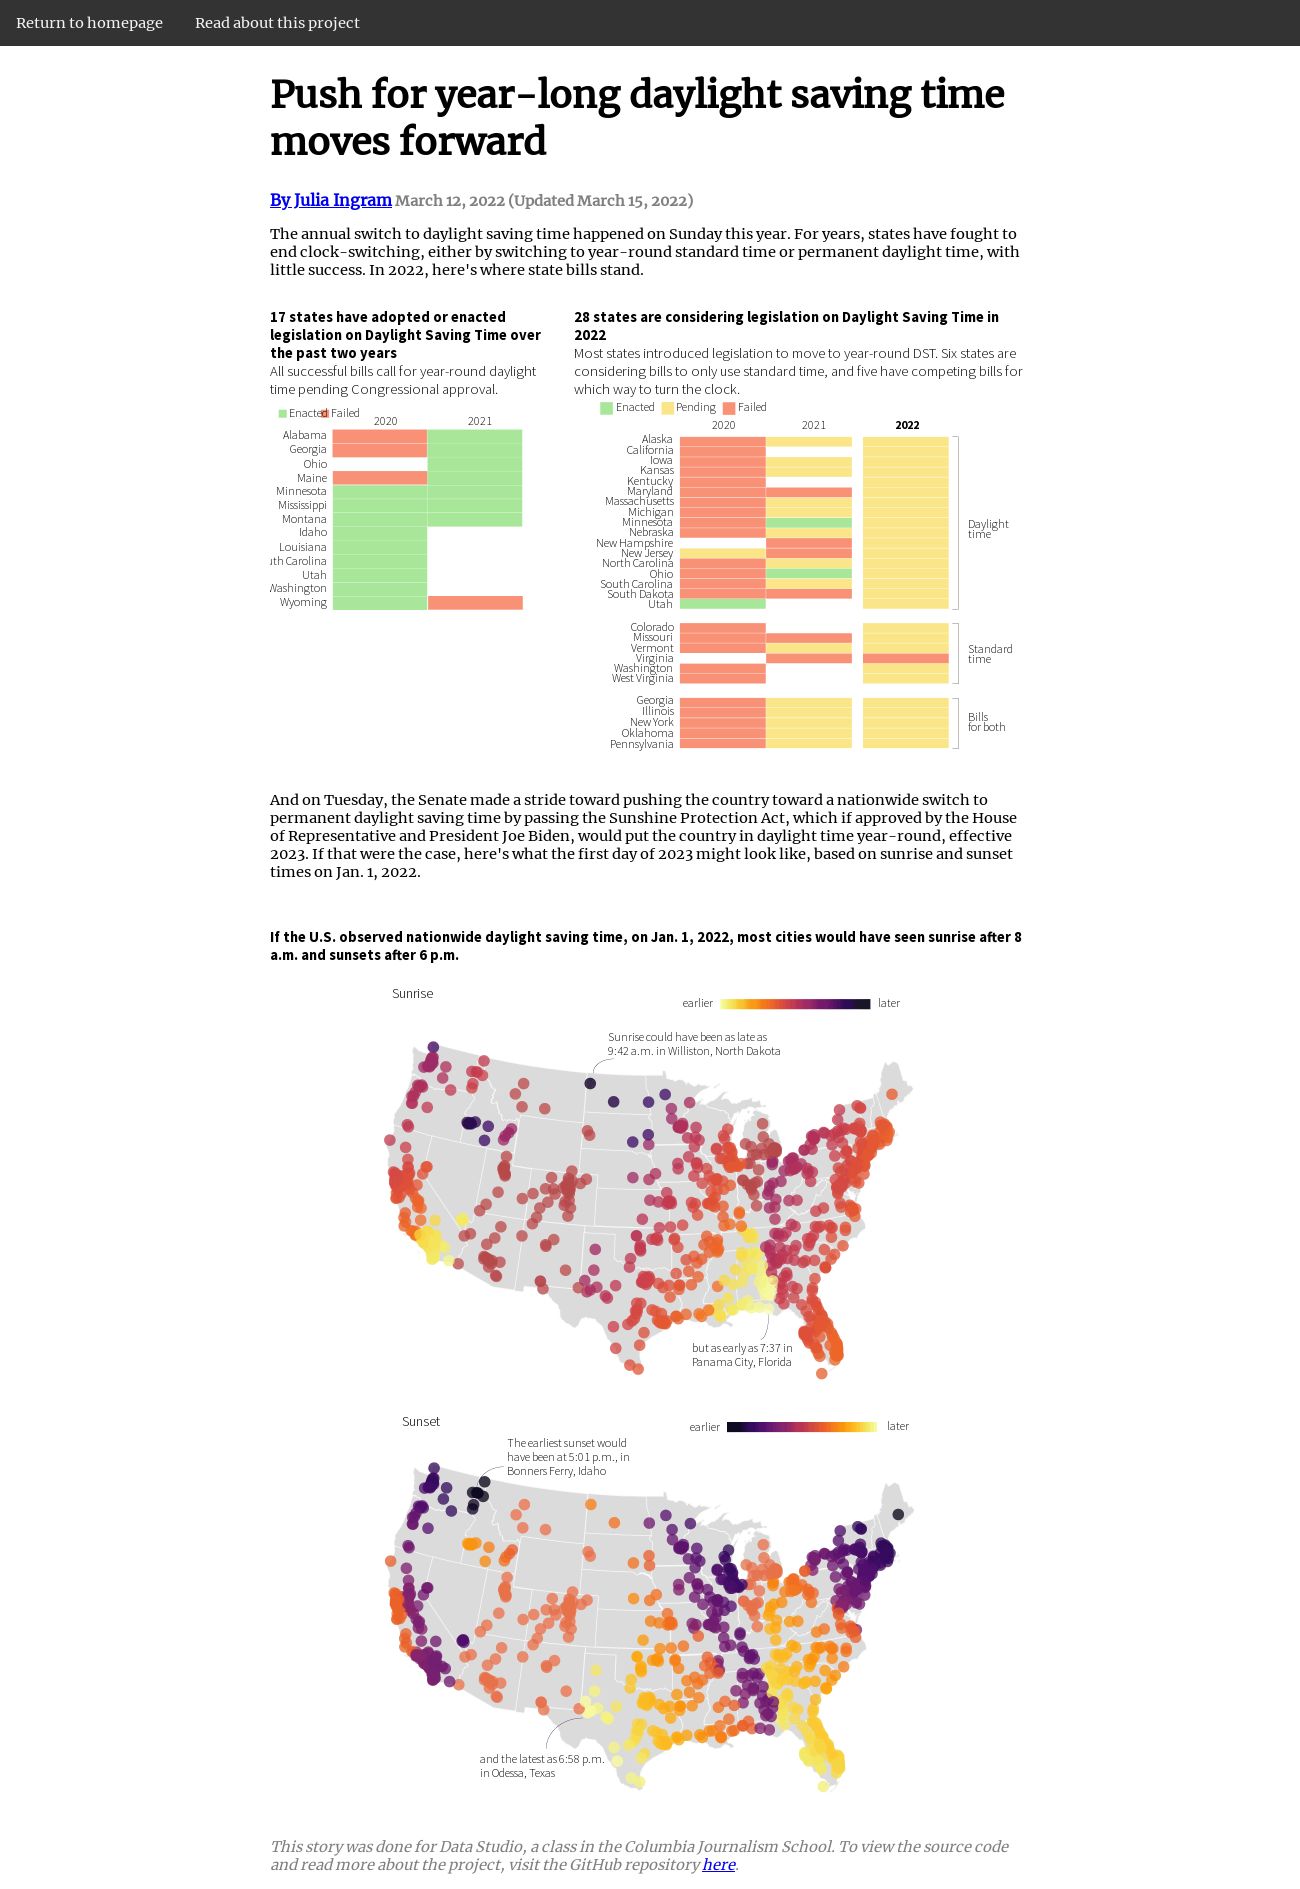 Return to homepage Read about this project
Push for year-long daylight saving time
moves forward
By Julia Ingram March 12, 2022 (Updated March 15, 2022)
The annual switch to daylight saving time happened on Sunday this year. For years, states have fought to
end clock-switching, either by switching to year-round standard time or permanent daylight time, with
little success. In 2022, here's where state bills stand.
17 states have adopted or enacted
legislation on Daylight Saving Time over
the past two years
All successful bills call for year-round daylight
time pending Congressional approval.
Enacted Failed
2020 2021
Alabama
Georgia
Ohio
Maine
Minnesota
Mississippi
Montana
Idaho
Louisiana
uth Carolina
Utah
Washington
Wyoming
28 states are considering legislation on Daylight Saving Time in
2022
Most states introduced legislation to move to year-round DST. Six states are
considering bills to only use standard time, and five have competing bills for
which way to turn the clock.
Enacted Pending Failed
2020 2021 2022
Alaska
California
Iowa
Kansas
Kentucky
Maryland
Massachusetts
Michigan
Minnesota
Nebraska
New Hampshire
New Jersey
North Carolina
Ohio
South Carolina
South Dakota
Utah
Daylight
time
Colorado
Missouri
Vermont
Virginia
Washington
West Virginia
Standard
time
Georgia
Illinois
New York
Oklahoma
Pennsylvania
Bills
for both
And on Tuesday, the Senate made a stride toward pushing the country toward a nationwide switch to
permanent daylight saving time by passing the Sunshine Protection Act, which if approved by the House
of Representative and President Joe Biden, would put the country in daylight time year-round, effective
2023. If that were the case, here's what the first day of 2023 might look like, based on sunrise and sunset
times on Jan. 1, 2022.
If the U.S. observed nationwide daylight saving time, on Jan. 1, 2022, most cities would have seen sunrise after 8
a.m. and sunsets after 6 p.m.
Sunrise
earlier later
Sunrise could have been as late as
9:42 a.m. in Williston, North Dakota
but as early as 7:37 in
Panama City, Florida
Sunset
earlier later
The earliest sunset would
have been at 5:01 p.m., in
Bonners Ferry, Idaho
and the latest as 6:58 p.m.
in Odessa, Texas
This story was done for Data Studio, a class in the Columbia Journalism School. To view the source code
and read more about the project, visit the GitHub repository here.